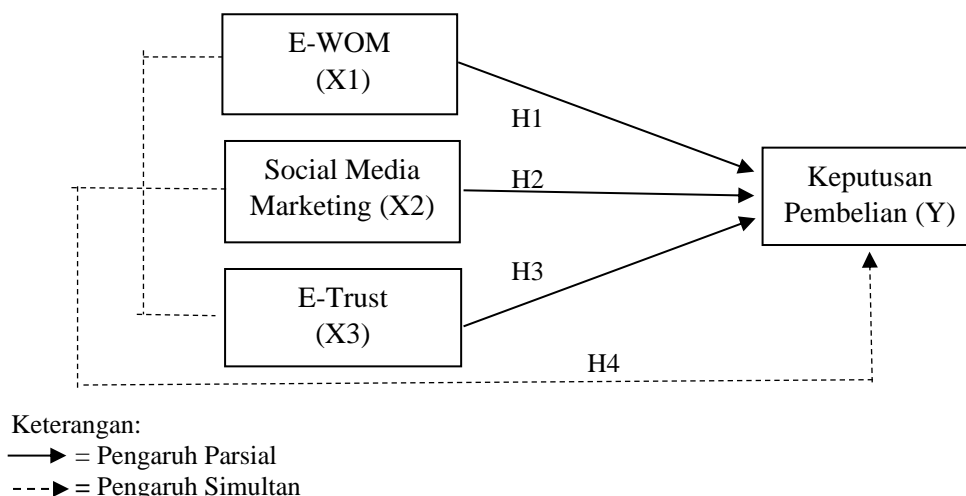 E-WOM
(X1)
H1
Social Media
Marketing (X2)
H2
Keputusan
Pembelian (Y)
E-Trust
(X3)
H3
H4
Keterangan:
= Pengaruh Parsial
= Pengaruh Simultan